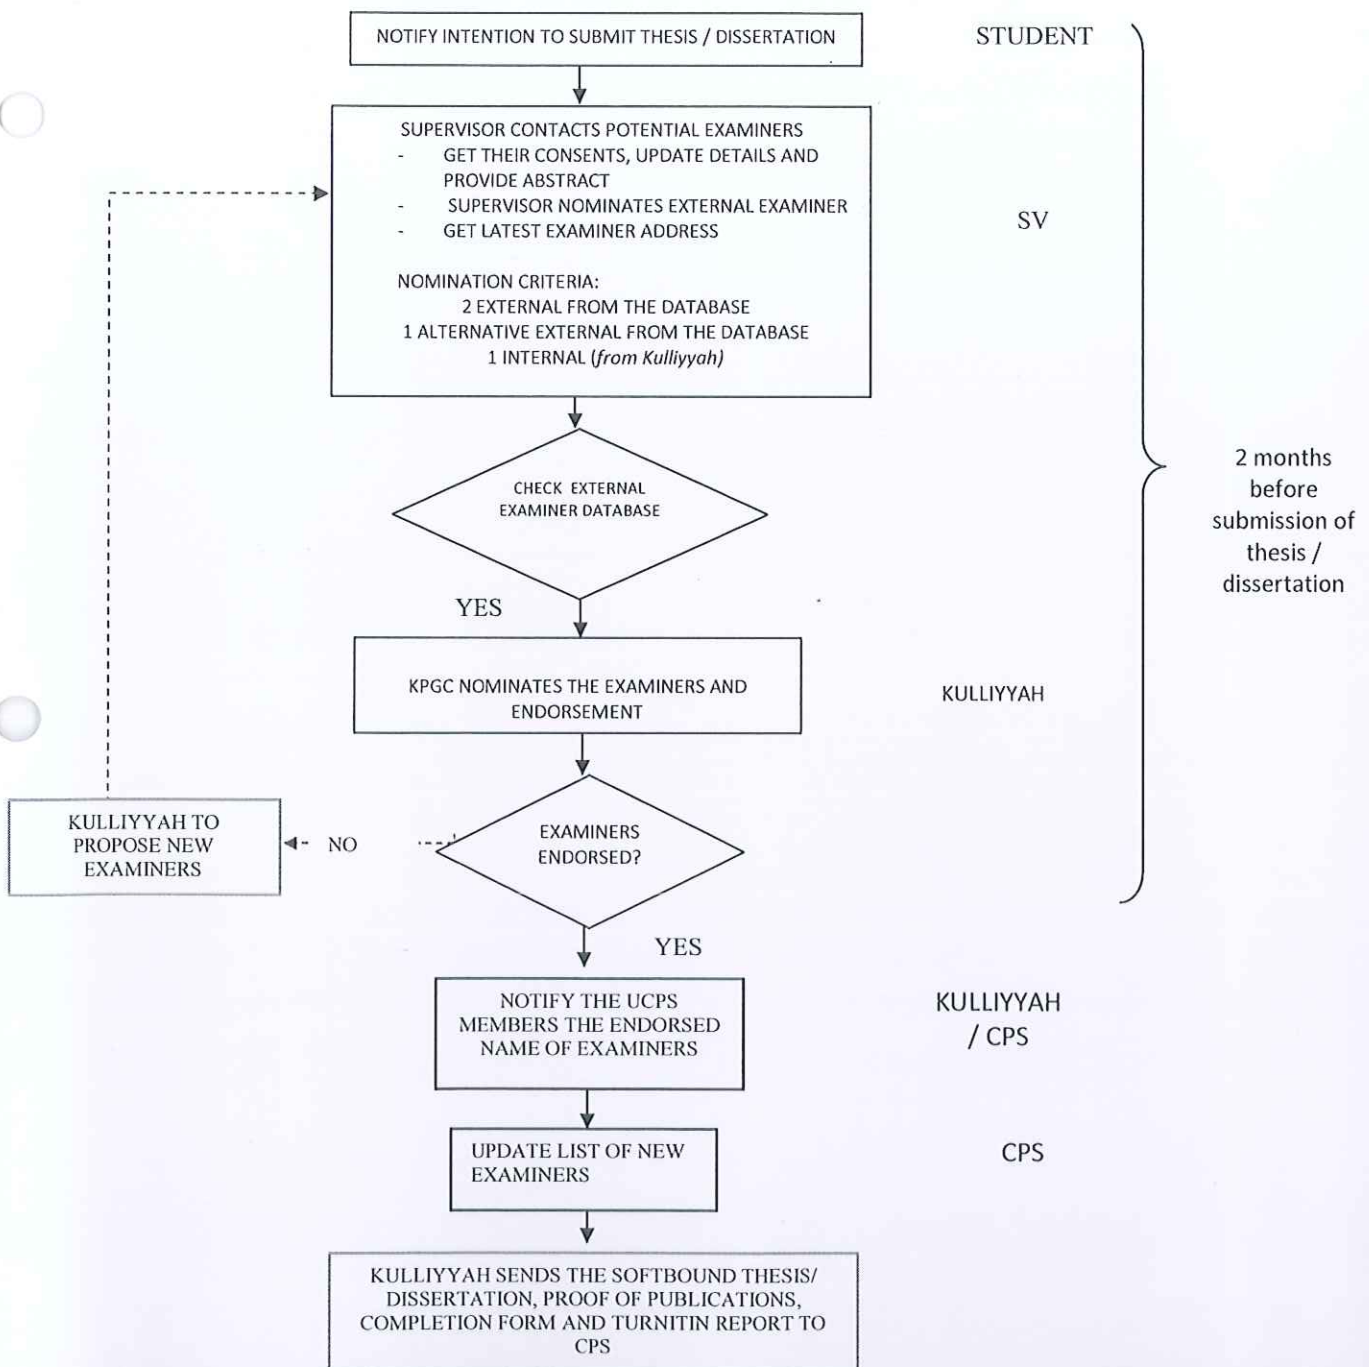 NOTIFY INTENTION TO SUBMIT THESIS / DISSERTATION
STUDENT
SUPERVISOR CONTACTS POTENTIAL EXAMINERS
- GET THEIR CONSENTS, UPDATE DETAILS AND
PROVIDE ABSTRACT
- SUPERVISOR NOMINATES EXTERNAL EXAMINER
- GET LATEST EXAMINER ADDRESS
NOMINATION CRITERIA:
2 EXTERNAL FROM THE DATABASE
1 ALTERNATIVE EXTERNAL FROM THE DATABASE
1 INTERNAL (from Kulliyyah)
SV
CHECK EXTERNAL
EXAMINER DATABASE
2 months
before
submission of
thesis /
dissertation
YES
KPGC NOMINATES THE EXAMINERS AND
ENDORSEMENT
KULLIYYAH
EXAMINERS
ENDORSED?
NO
KULLIYYAH TO
PROPOSE NEW
EXAMINERS
YES
NOTIFY THE UCPS
MEMBERS THE ENDORSED
NAME OF EXAMINERS
KULLIYYAH
/ CPS
UPDATE LIST OF NEW
EXAMINERS
CPS
KULLIYYAH SENDS THE SOFTBOUND THESIS/
DISSERTATION, PROOF OF PUBLICATIONS,
COMPLETION FORM AND TURNITIN REPORT TO
CPS